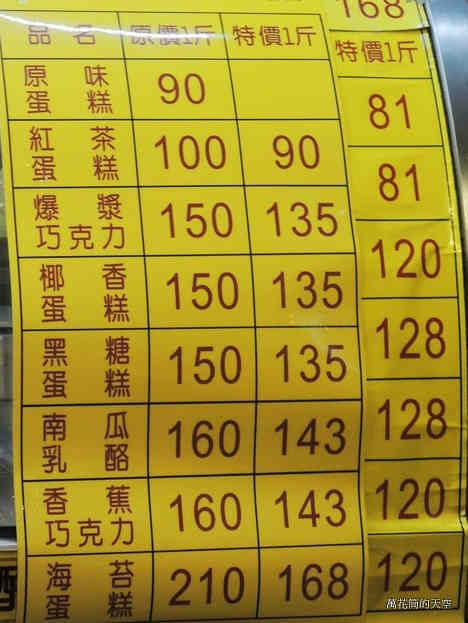 168
品名 原價1斤 特價1斤 特價1斤
原味蛋糕 90 81
紅茶蛋糕 100 90 81
爆漿巧克力 150 135 120
椰香蛋糕 150 135 128
黑糖蛋糕 150 135 128
南瓜乳酪 160 143 120
香蕉巧克力 160 143 120
海苔蛋糕 210 168
萬花筒的天空